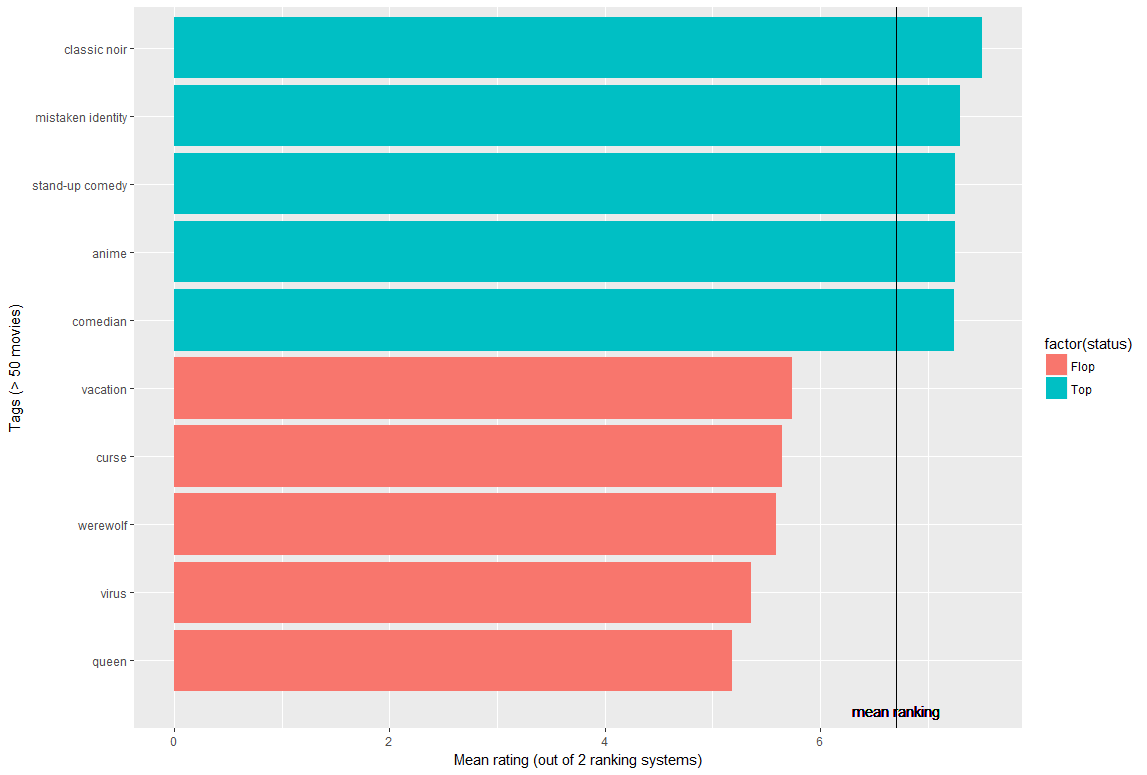 classic noir
mistaken identity
stand-up comedy
anime
comedian
vacation
curse
werewolf
virus
queen
Tags (> 50 movies)
mean ranking
0 2 4 6
Mean rating (out of 2 ranking systems)
factor(status)
Flop
Top